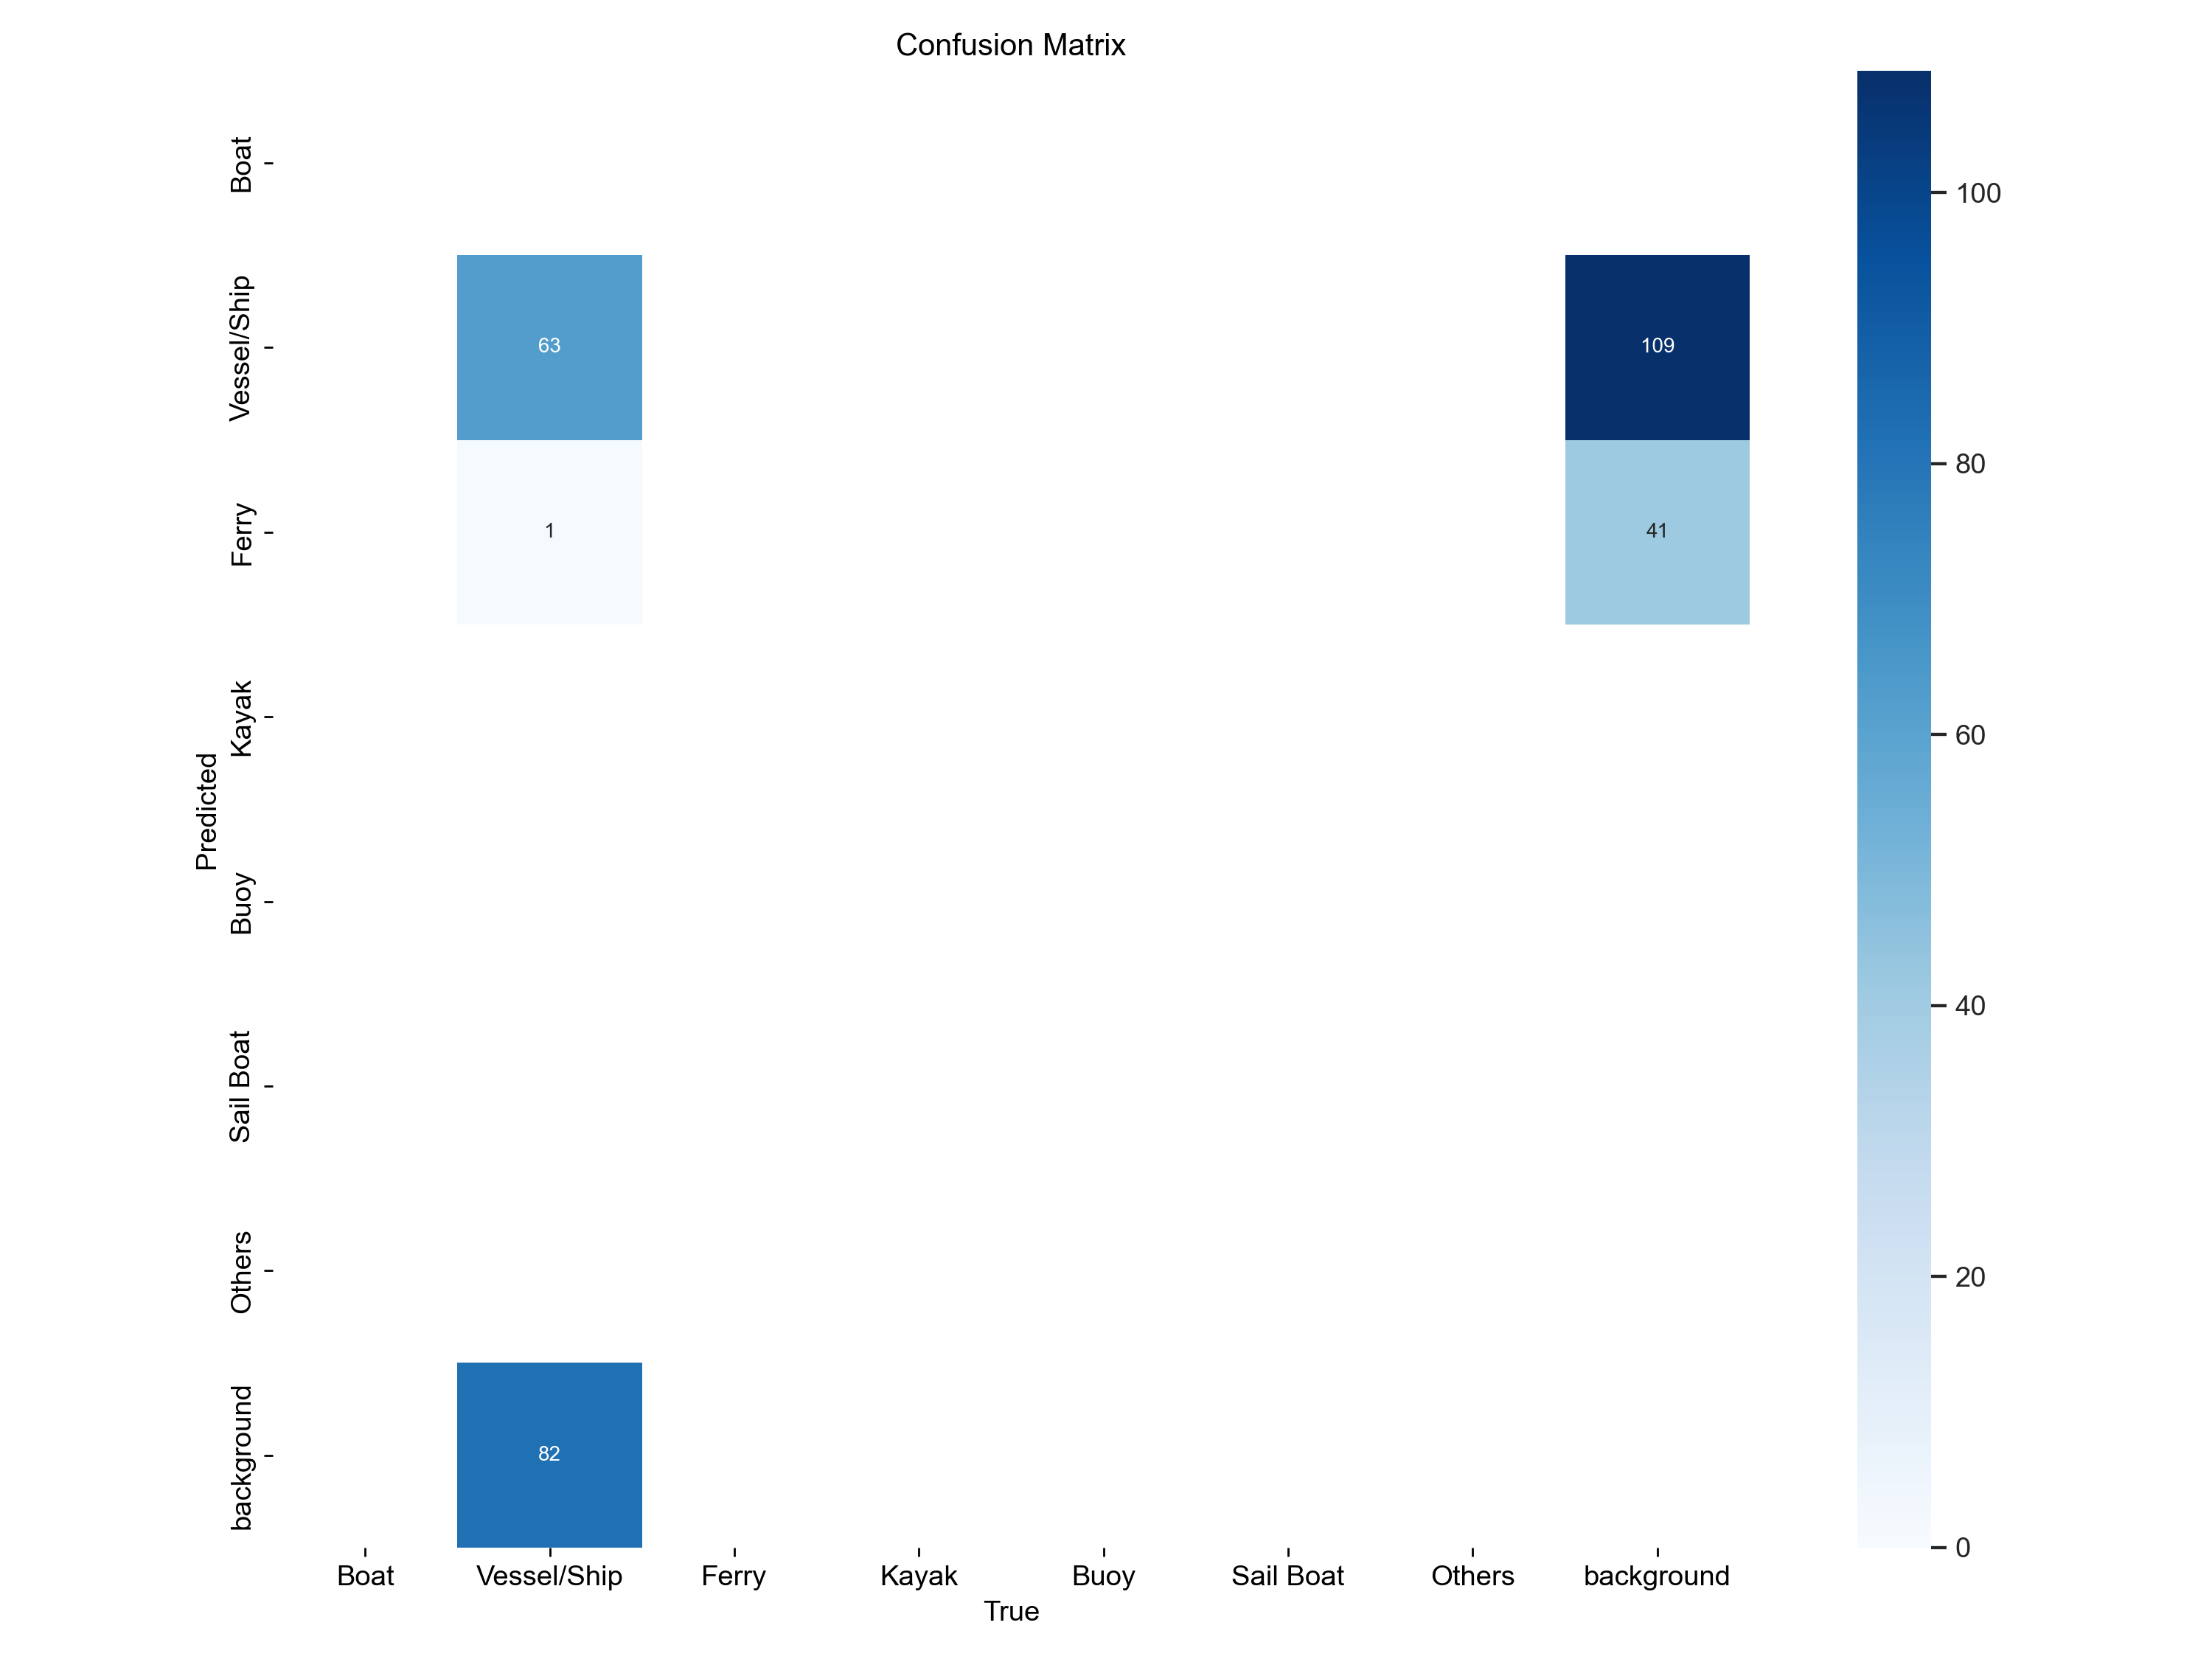 Confusion Matrix
Boat
Vessel/Ship
Ferry
Kayak
Buoy
Sail Boat
Others
background
Predicted
63
109
1
41
82
Boat
Vessel/Ship
Ferry
Kayak
Buoy
Sail Boat
Others
background
True
100
80
60
40
20
0